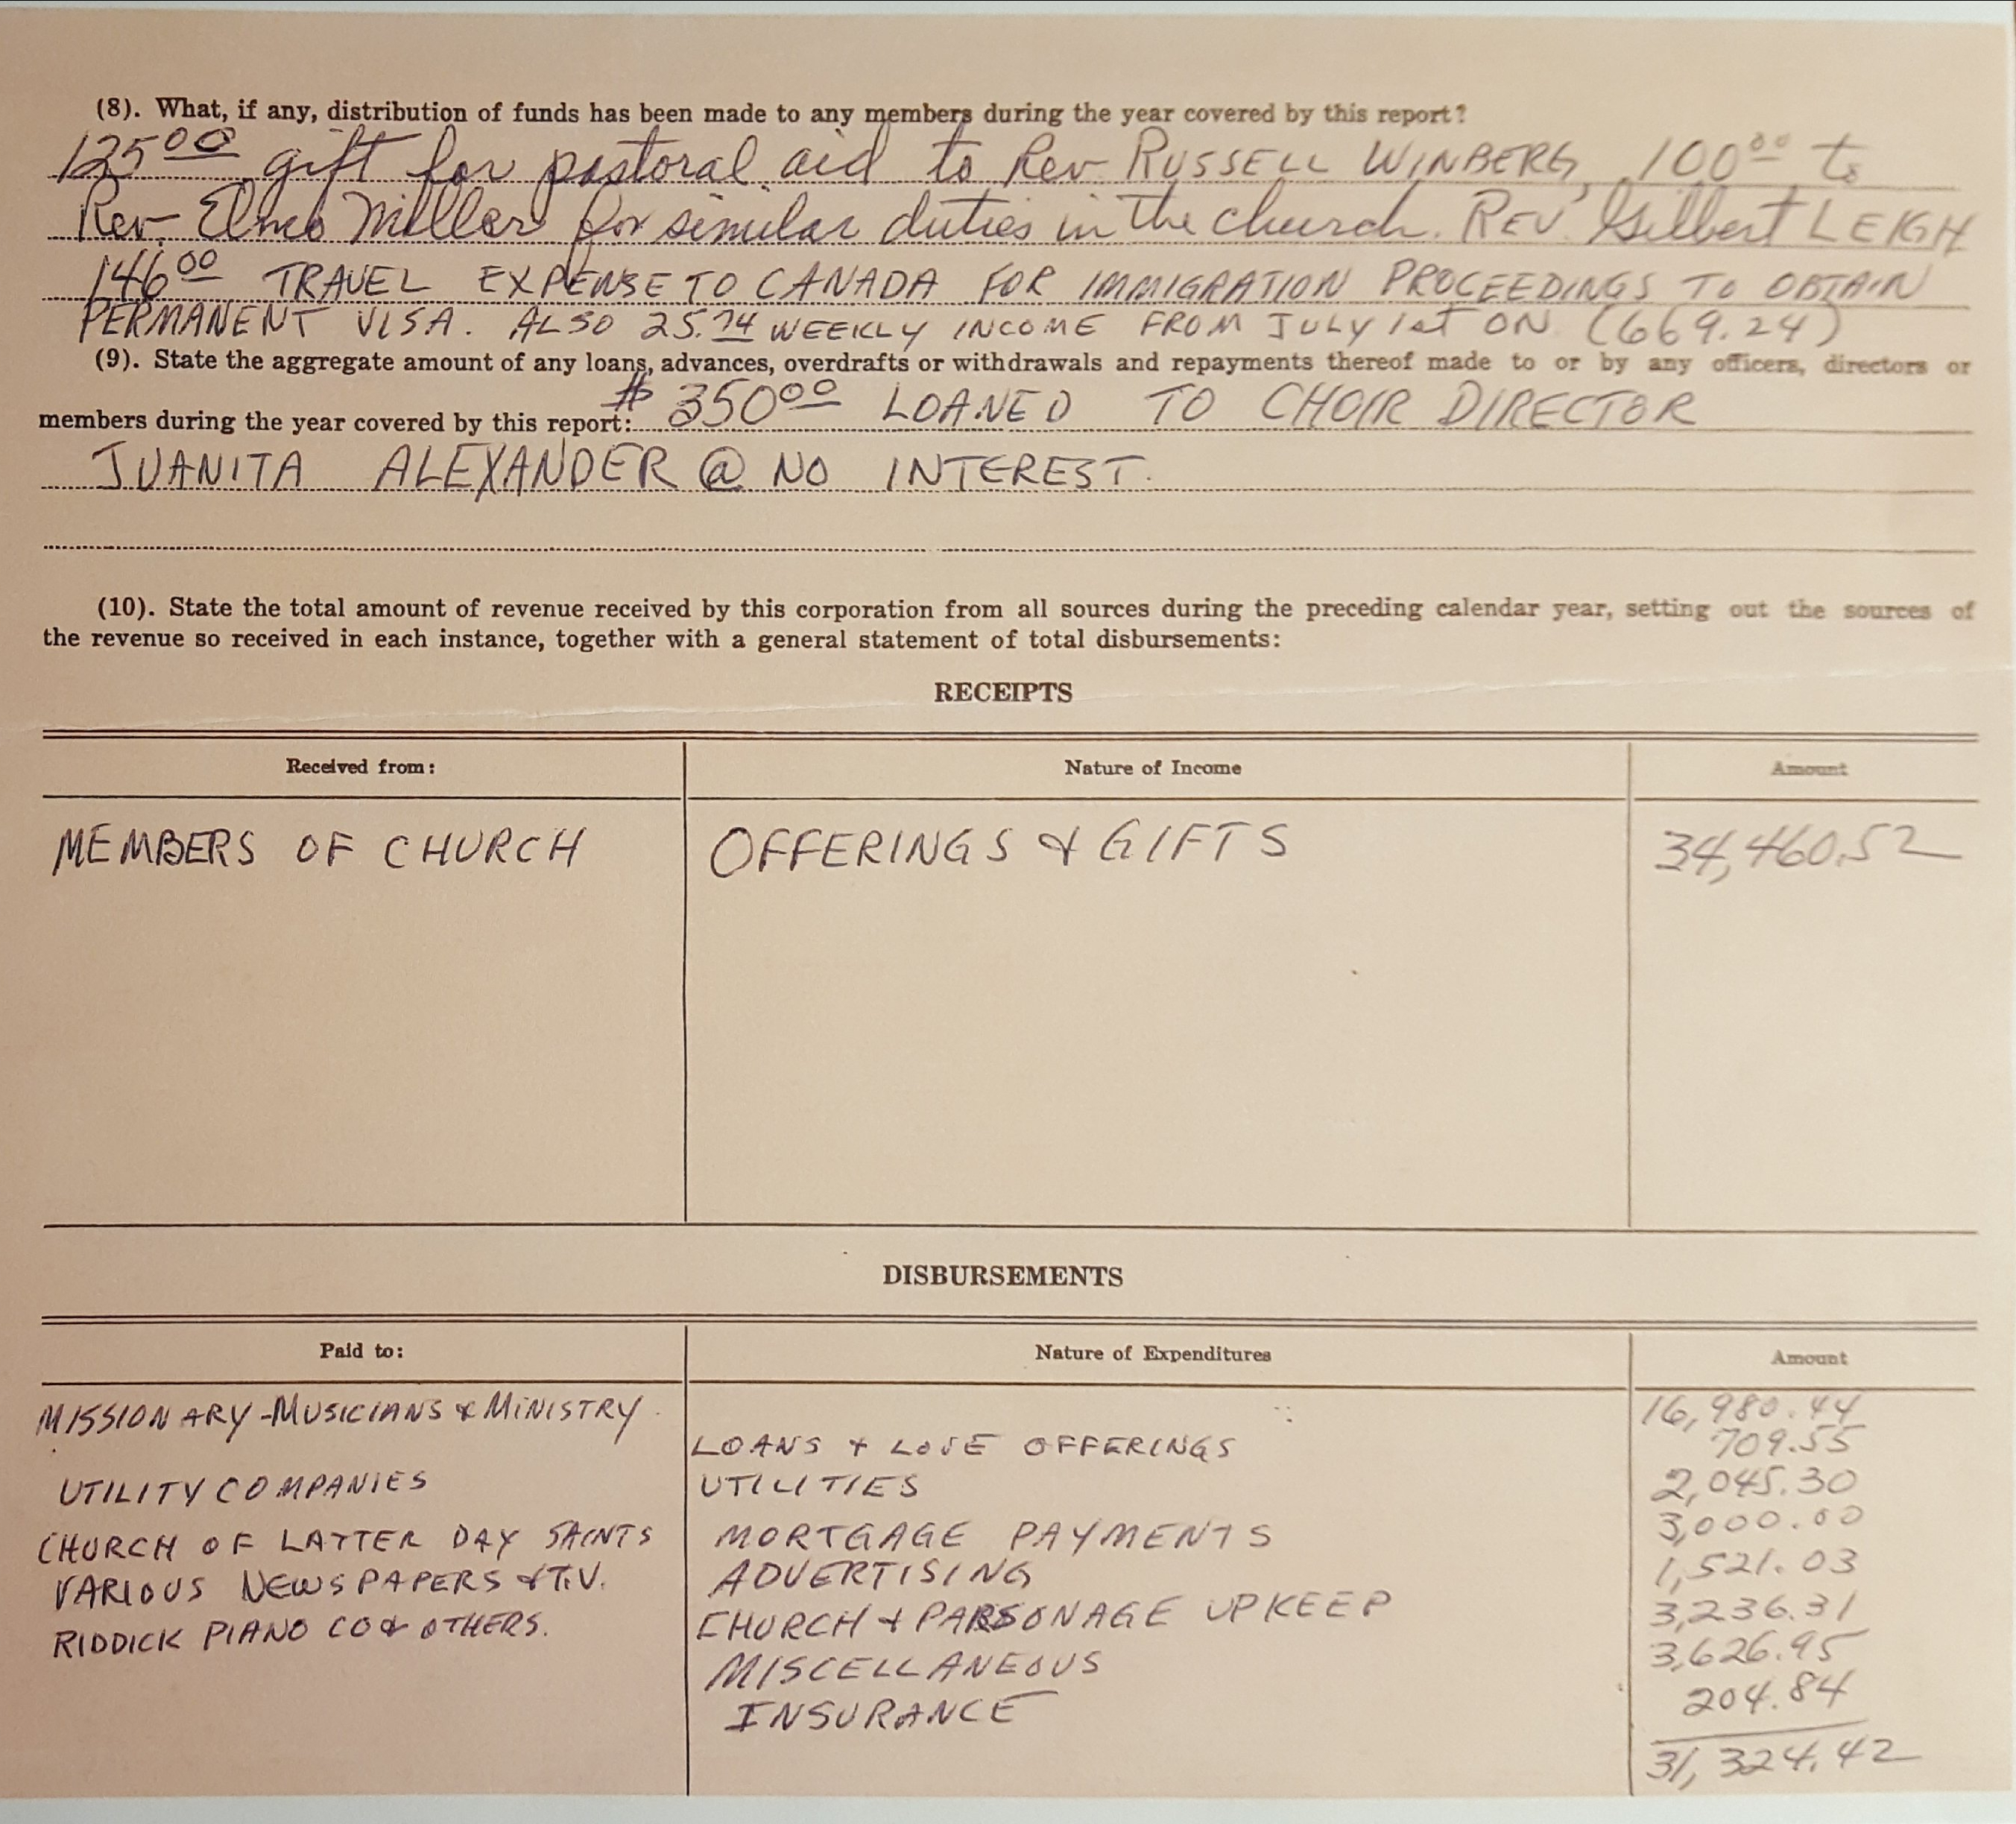 (8). What, if any, distribution of funds has been made to any members during the year covered by this report?
125.00 gift for pastoral aid to Rev. RUSSELL WINBERG, 100.00 to
Rev. Elmo Miller for similar duties in the church. REV. Gilbert LEIGH
146.00 TRAVEL EXPENSE TO CANADA FOR IMMIGRATION PROCEEDINGS TO OBTAIN
PERMANENT VISA. ALSO 25.74 WEEKLY INCOME FROM JULY 1st ON (669.24)
(9). State the aggregate amount of any loans, advances, overdrafts or withdrawals and repayments thereof made to or by any officers, directors or
members during the year covered by this report: $350.00 LOANED TO CHOIR DIRECTOR
JUANITA ALEXANDER @ NO INTEREST.
(10). State the total amount of revenue received by this corporation from all sources during the preceding calendar year, setting out the sources of
the revenue so received in each instance, together with a general statement of total disbursements:
RECEIPTS
Received from: Nature of Income Amount
MEMBERS OF CHURCH OFFERINGS & GIFTS 34,460.52
DISBURSEMENTS
Paid to: Nature of Expenditures Amount
MISSIONARY-MUSICIANS & MINISTRY 16,980.44
LOANS & LOVE OFFERINGS 709.55
UTILITY COMPANIES UTILITIES 2,045.30
CHURCH OF LATTER DAY SAINTS MORTGAGE PAYMENTS 3,000.00
VARIOUS NEWSPAPERS & T.V. ADVERTISING 1,521.03
RIDDICK PIANO CO & OTHERS. CHURCH & PARSONAGE UPKEEP 3,236.31
MISCELLANEOUS 3,626.95
INSURANCE 204.84
31,324.42